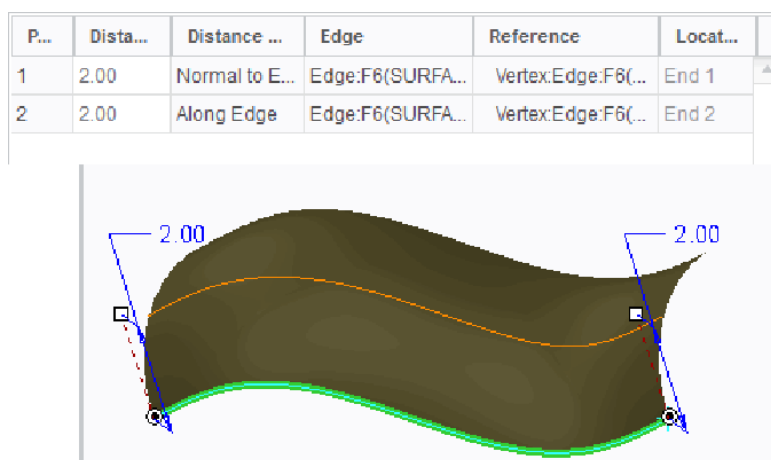 P... Dista... Distance ... Edge Reference Locat...
1 2.00 Normal to E... Edge:F6(SURFA... Vertex:Edge:F6(... End 1
2 2.00 Along Edge Edge:F6(SURFA... Vertex:Edge:F6(... End 2
2.00 2.00